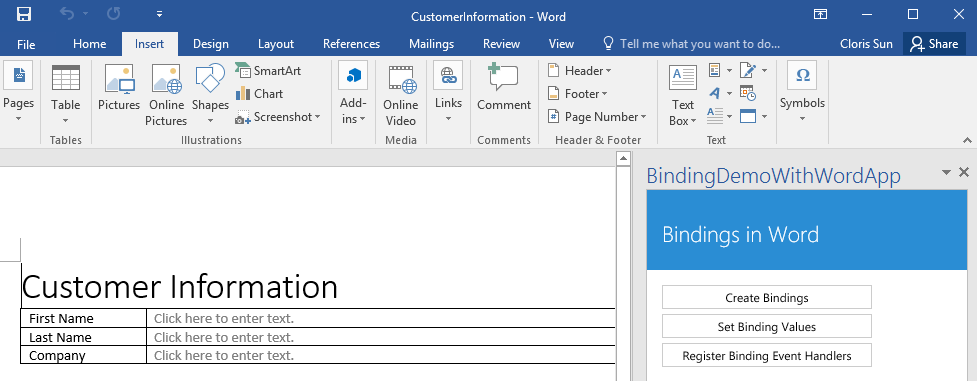 CustomerInformation - Word
File Home Insert Design Layout References Mailings Review View Tell me what you want to do... Cloris Sun Share
Pages Table Pictures Online Pictures Shapes SmartArt Chart Screenshot Add-ins Online Video Links Comment Header Footer Page Number Text Box Symbols
Tables Illustrations Media Comments Header & Footer Text
BindingDemoWithWordApp
Bindings in Word
Customer Information
First Name Click here to enter text.
Last Name Click here to enter text.
Company Click here to enter text.
Create Bindings
Set Binding Values
Register Binding Event Handlers